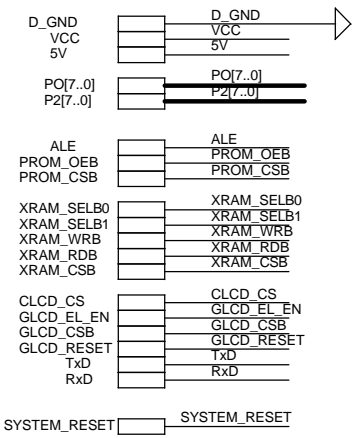 D_GND D_GND
VCC VCC
5V 5V
PO[7..0] PO[7..0]
P2[7..0] P2[7..0]
ALE ALE
PROM_OEB PROM_OEB
PROM_CSB PROM_CSB
XRAM_SELB0 XRAM_SELB0
XRAM_SELB1 XRAM_SELB1
XRAM_WRB XRAM_WRB
XRAM_RDB XRAM_RDB
XRAM_CSB XRAM_CSB
CLCD_CS CLCD_CS
GLCD_EL_EN GLCD_EL_EN
GLCD_CSB GLCD_CSB
GLCD_RESET GLCD_RESET
TxD TxD
RxD RxD
SYSTEM_RESET SYSTEM_RESET